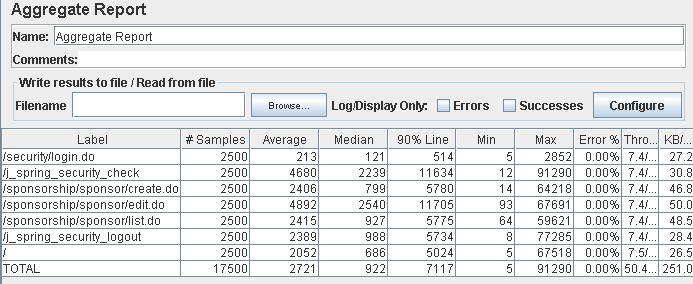 Aggregate Report
Name: Aggregate Report
Comments:
Write results to file / Read from file
Filename Browse... Log/Display Only: Errors Successes Configure
Label # Samples Average Median 90% Line Min Max Error % Thro... KB/...
/security/login.do 2500 213 121 514 5 2852 0.00% 7.4/... 27.2
/j_spring_security_check 2500 4680 2239 11634 12 91290 0.00% 7.4/... 30.8
/sponsorship/sponsor/create.do 2500 2406 799 5780 14 64218 0.00% 7.4/... 46.8
/sponsorship/sponsor/edit.do 2500 4892 2540 11705 93 67691 0.00% 7.4/... 50.0
/sponsorship/sponsor/list.do 2500 2415 927 5775 64 59621 0.00% 7.4/... 48.5
/j_spring_security_logout 2500 2389 988 5734 8 77285 0.00% 7.4/... 28.4
/ 2500 2052 686 5024 5 67518 0.00% 7.5/... 26.5
TOTAL 17500 2721 922 7117 5 91290 0.00% 50.4... 251.0